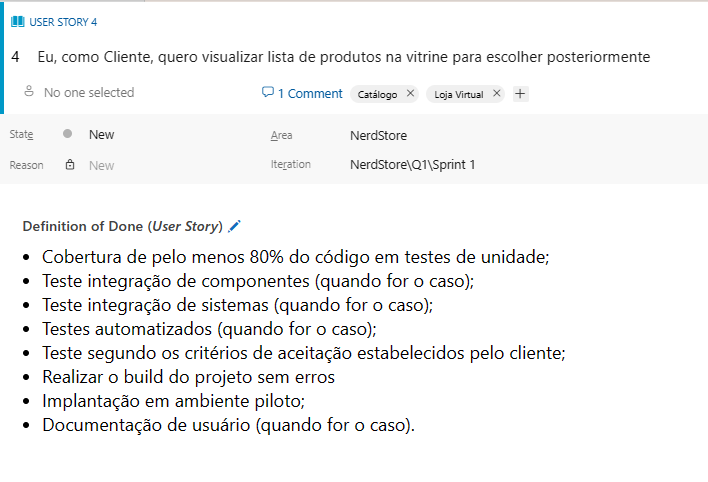 USER STORY 4
4 Eu, como Cliente, quero visualizar lista de produtos na vitrine para escolher posteriormente
No one selected 1 Comment Catálogo × Loja Virtual × +
State New Area NerdStore
Reason New Iteration NerdStore\Q1\Sprint 1
Definition of Done (User Story)
• Cobertura de pelo menos 80% do código em testes de unidade;
• Teste integração de componentes (quando for o caso);
• Teste integração de sistemas (quando for o caso);
• Testes automatizados (quando for o caso);
• Teste segundo os critérios de aceitação estabelecidos pelo cliente;
• Realizar o build do projeto sem erros
• Implantação em ambiente piloto;
• Documentação de usuário (quando for o caso).